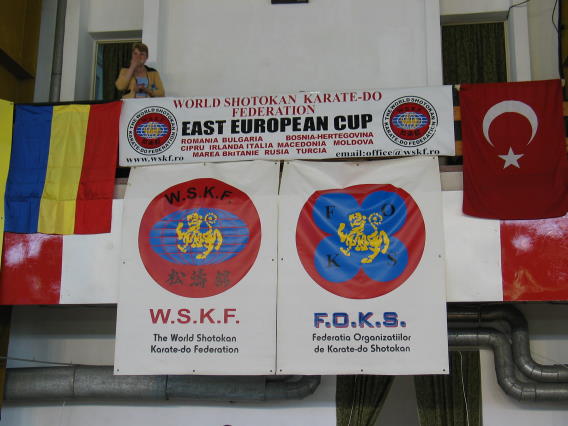 WORLD SHOTOKAN KARATE-DO
FEDERATION
EAST EUROPEAN CUP
ROMANIA BULGARIA BOSNIA-HERTEGOVINA
CIPRU IRLANDA ITALIA MACEDONIA MOLDOVA
MAREA BRITANIE RUSIA TURCIA
www.wskf.ro
email:office@wskf.ro
W.S.K.F.
松濤館
W.S.K.F.
The World Shotokan
Karate-do Federation
F O
K S
F.O.K.S.
Federatia Organizatiilor
de Karate-do Shotokan